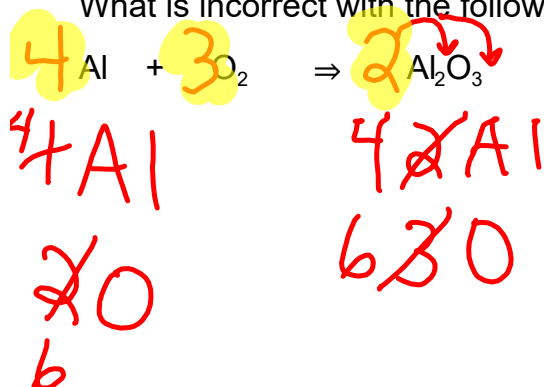 What is incorrect with the follow
4 Al + 3 O₂ ⇒ 2 Al₂O₃
4 Al 4 2 Al
2 O 6 3 O
6